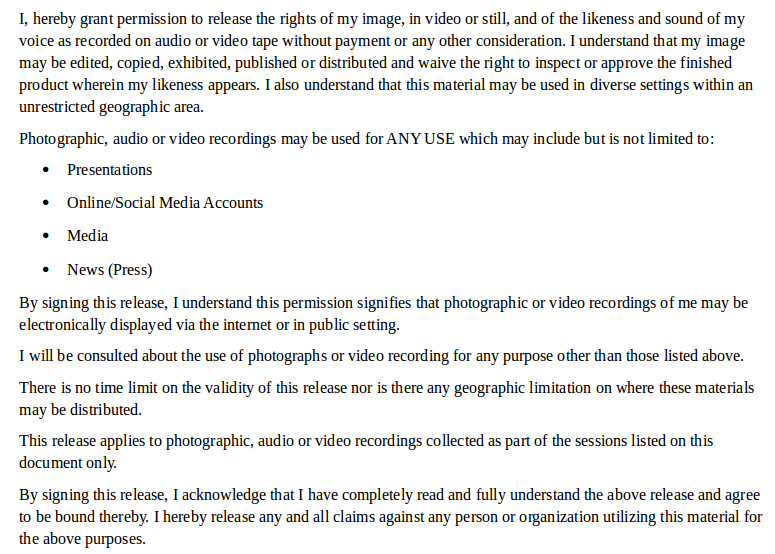 I, hereby grant permission to release the rights of my image, in video or still, and of the likeness and sound of my
voice as recorded on audio or video tape without payment or any other consideration. I understand that my image
may be edited, copied, exhibited, published or distributed and waive the right to inspect or approve the finished
product wherein my likeness appears. I also understand that this material may be used in diverse settings within an
unrestricted geographic area.
Photographic, audio or video recordings may be used for ANY USE which may include but is not limited to:
• Presentations
• Online/Social Media Accounts
• Media
• News (Press)
By signing this release, I understand this permission signifies that photographic or video recordings of me may be
electronically displayed via the internet or in public setting.
I will be consulted about the use of photographs or video recording for any purpose other than those listed above.
There is no time limit on the validity of this release nor is there any geographic limitation on where these materials
may be distributed.
This release applies to photographic, audio or video recordings collected as part of the sessions listed on this
document only.
By signing this release, I acknowledge that I have completely read and fully understand the above release and agree
to be bound thereby. I hereby release any and all claims against any person or organization utilizing this material for
the above purposes.